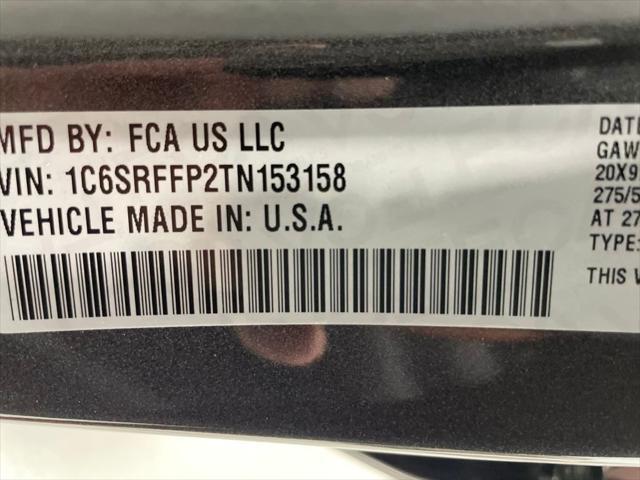 MFD BY: FCA US LLC
VIN: 1C6SRFFP2TN153158
VEHICLE MADE IN: U.S.A.
DATE
GAW
20X9
275/5
AT 27
TYPE:
THIS V